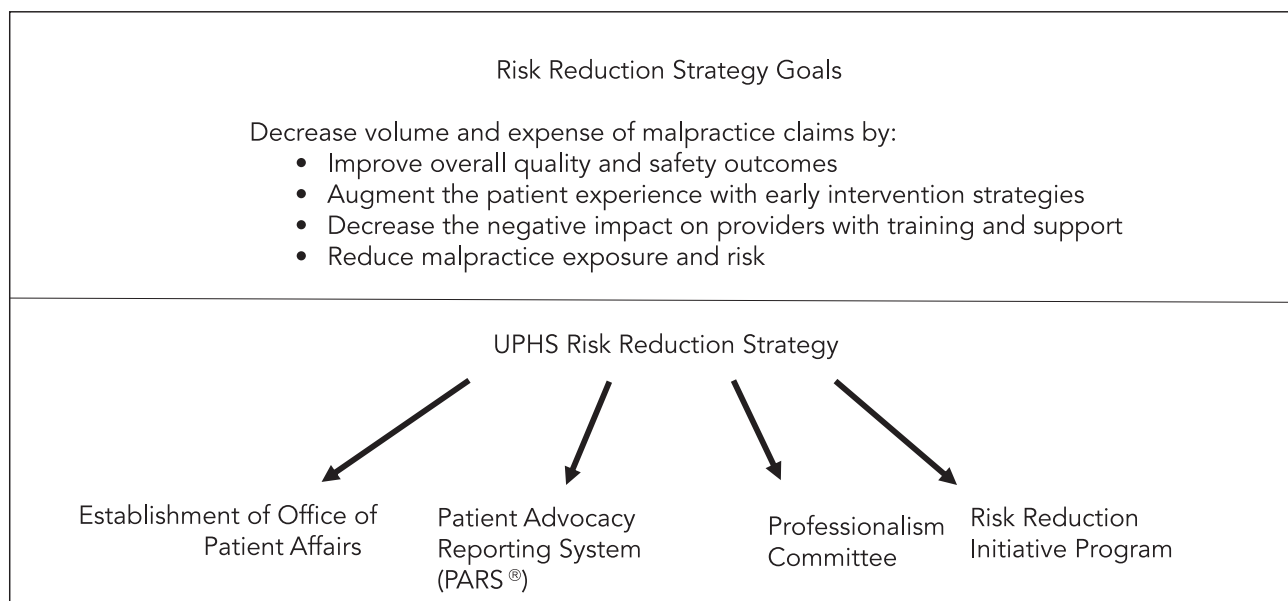 Risk Reduction Strategy Goals
Decrease volume and expense of malpractice claims by:
• Improve overall quality and safety outcomes
• Augment the patient experience with early intervention strategies
• Decrease the negative impact on providers with training and support
• Reduce malpractice exposure and risk
UPHS Risk Reduction Strategy
Establishment of Office of
Patient Affairs
Patient Advocacy
Reporting System
(PARS ®)
Professionalism
Committee
Risk Reduction
Initiative Program